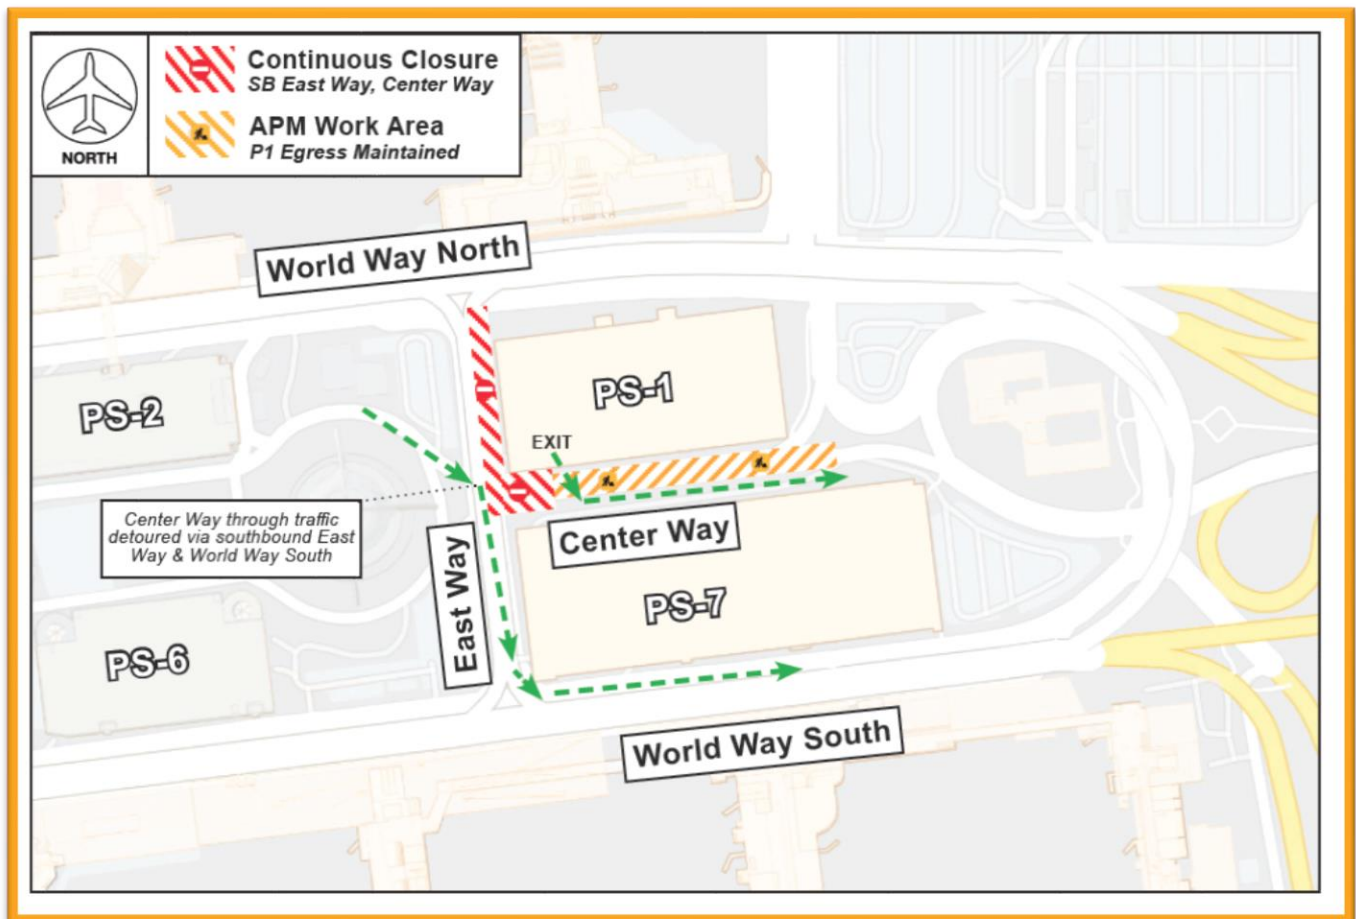 NORTH
Continuous Closure
SB East Way, Center Way
APM Work Area
P1 Egress Maintained
World Way North
PS-2
PS-1
EXIT
Center Way through traffic
detoured via southbound East
Way & World Way South
Center Way
East Way
PS-7
PS-6
World Way South